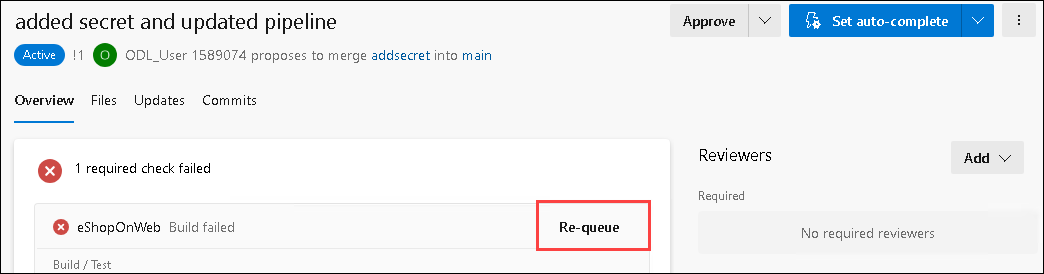 added secret and updated pipeline
Approve
Set auto-complete
Active !1 O ODL_User 1589074 proposes to merge addsecret into main
Overview Files Updates Commits
1 required check failed
Reviewers
Add
Required
eShopOnWeb Build failed
Re-queue
No required reviewers
Build / Test